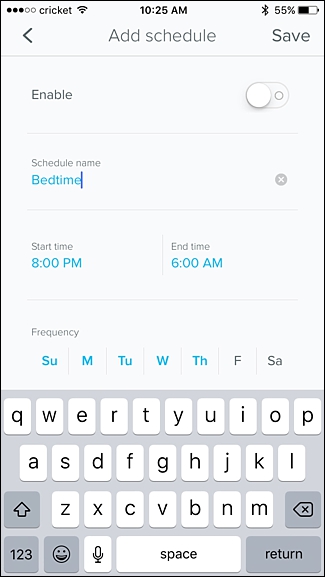 cricket 10:25 AM 55%
Add schedule Save
Enable
Schedule name
Bedtime
Start time End time
8:00 PM 6:00 AM
Frequency
Su M Tu W Th F Sa
q w e r t y u i o p
a s d f g h j k l
z x c v b n m
123 space return